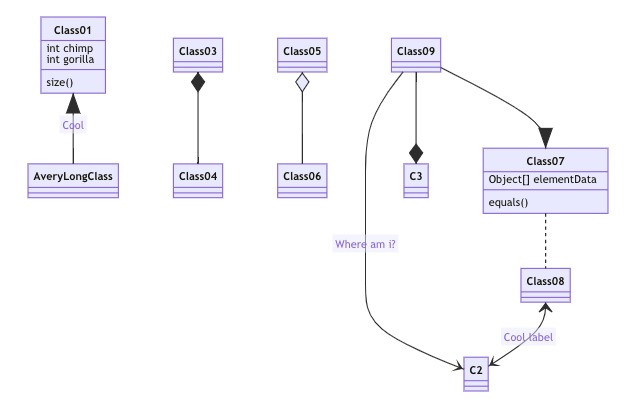 Class01
int chimp
int gorilla
size()
Cool
AveryLongClass
Class03
Class04
Class05
Class06
Class09
C3
Class07
Object[] elementData
equals()
Where am i?
Class08
Cool label
C2